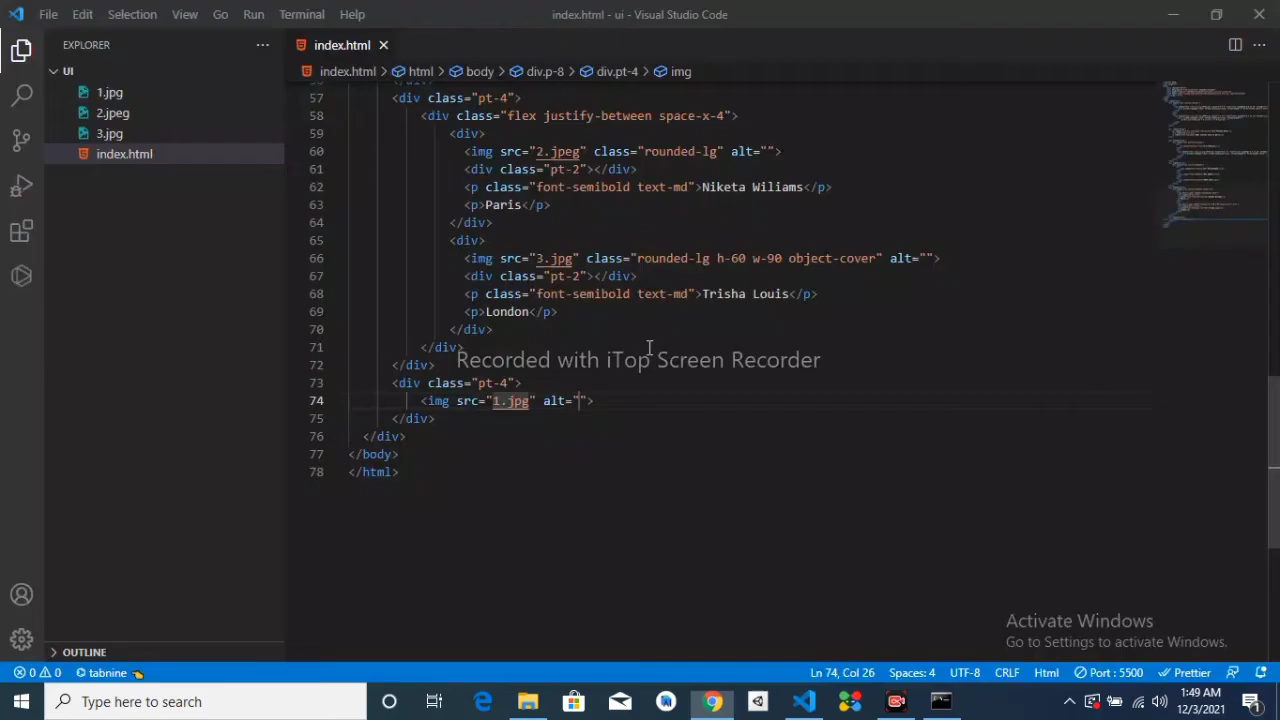 File Edit Selection View Go Run Terminal Help index.html - ui - Visual Studio Code
EXPLORER
index.html
index.html > html > body > div.p-8 > div.pt-4 > img
UI
1.jpg
2.jpeg
3.jpg
index.html
57 <div class="pt-4">
58 <div class="flex justify-between space-x-4">
59 <div>
60 <img src="2.jpeg" class="rounded-lg" alt="">
61 <div class="pt-2"></div>
62 <p class="font-semibold text-md">Niketa Wiliams</p>
63 <p>Paris</p>
64 </div>
65 <div>
66 <img src="3.jpg" class="rounded-lg h-60 w-90 object-cover" alt="">
67 <div class="pt-2"></div>
68 <p class="font-semibold text-md">Trisha Louis</p>
69 <p>London</p>
70 </div>
71 </div>
Recorded with iTop Screen Recorder
72 </div>
73 <div class="pt-4">
74 <img src="1.jpg" alt="">
75 </div>
76 </div>
77 </body>
78 </html>
Activate Windows
Go to Settings to activate Windows.
OUTLINE
0 0 tabnine Ln 74, Col 26 Spaces: 4 UTF-8 CRLF Html Port : 5500 Prettier
Type here to search
1:49 AM
12/3/2021
1